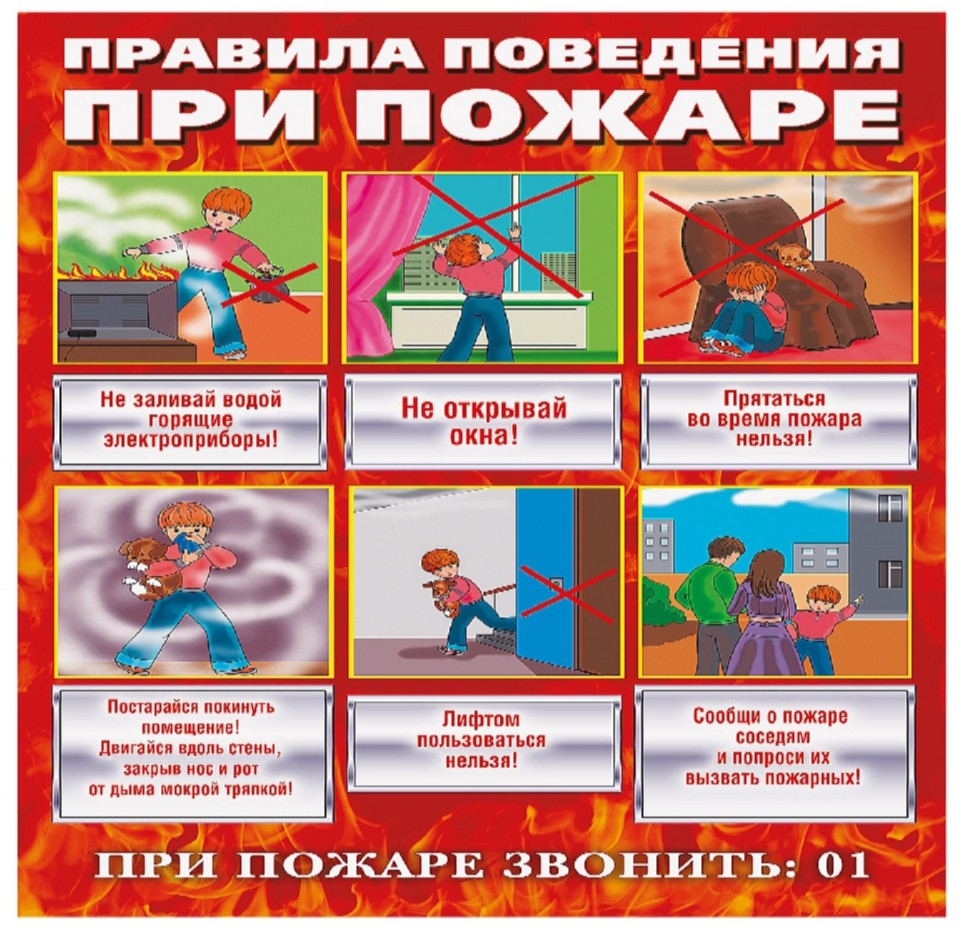 ПРАВИЛА ПОВЕДЕНИЯ
ПРИ ПОЖАРЕ
Не заливай водой
горящие
электроприборы!
Не открывай
окна!
Прятаться
во время пожара
нельзя!
Постарайся покинуть
помещение!
Двигайся вдоль стены,
закрыв нос и рот
от дыма мокрой тряпкой!
Лифтом
пользоваться
нельзя!
Сообщи о пожаре
соседям
и попроси их
вызвать пожарных!
ПРИ ПОЖАРЕ ЗВОНИТЬ: 01